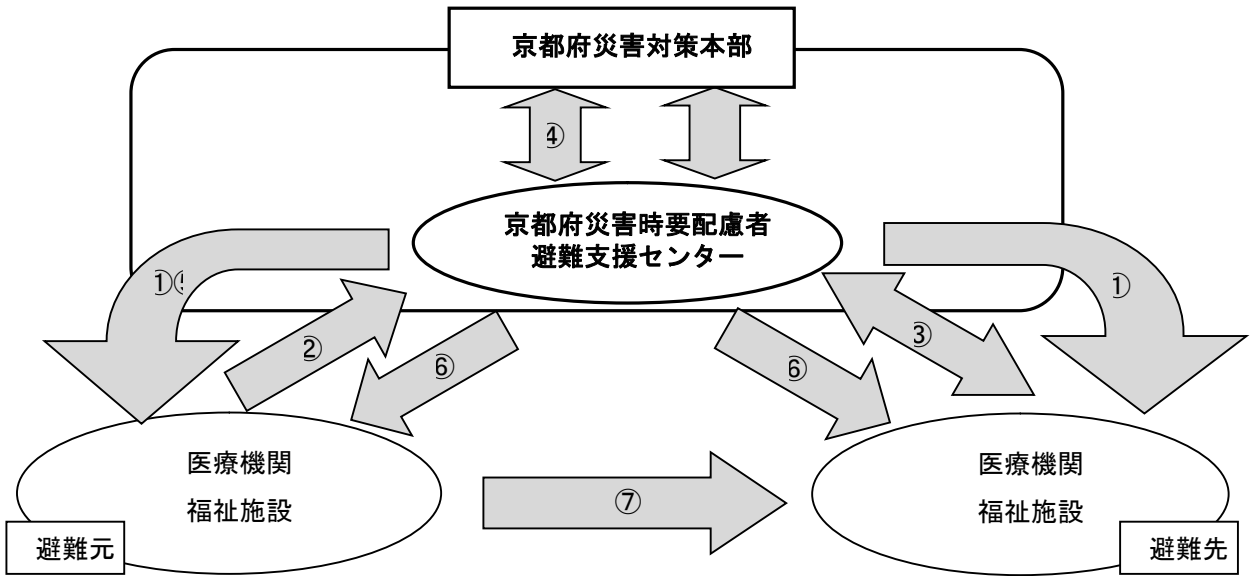 京都府災害対策本部
④
京都府災害時要配慮者
避難支援センター
①
①
②
⑥
⑥
③
医療機関
福祉施設
避難元
⑦
医療機関
福祉施設
避難先